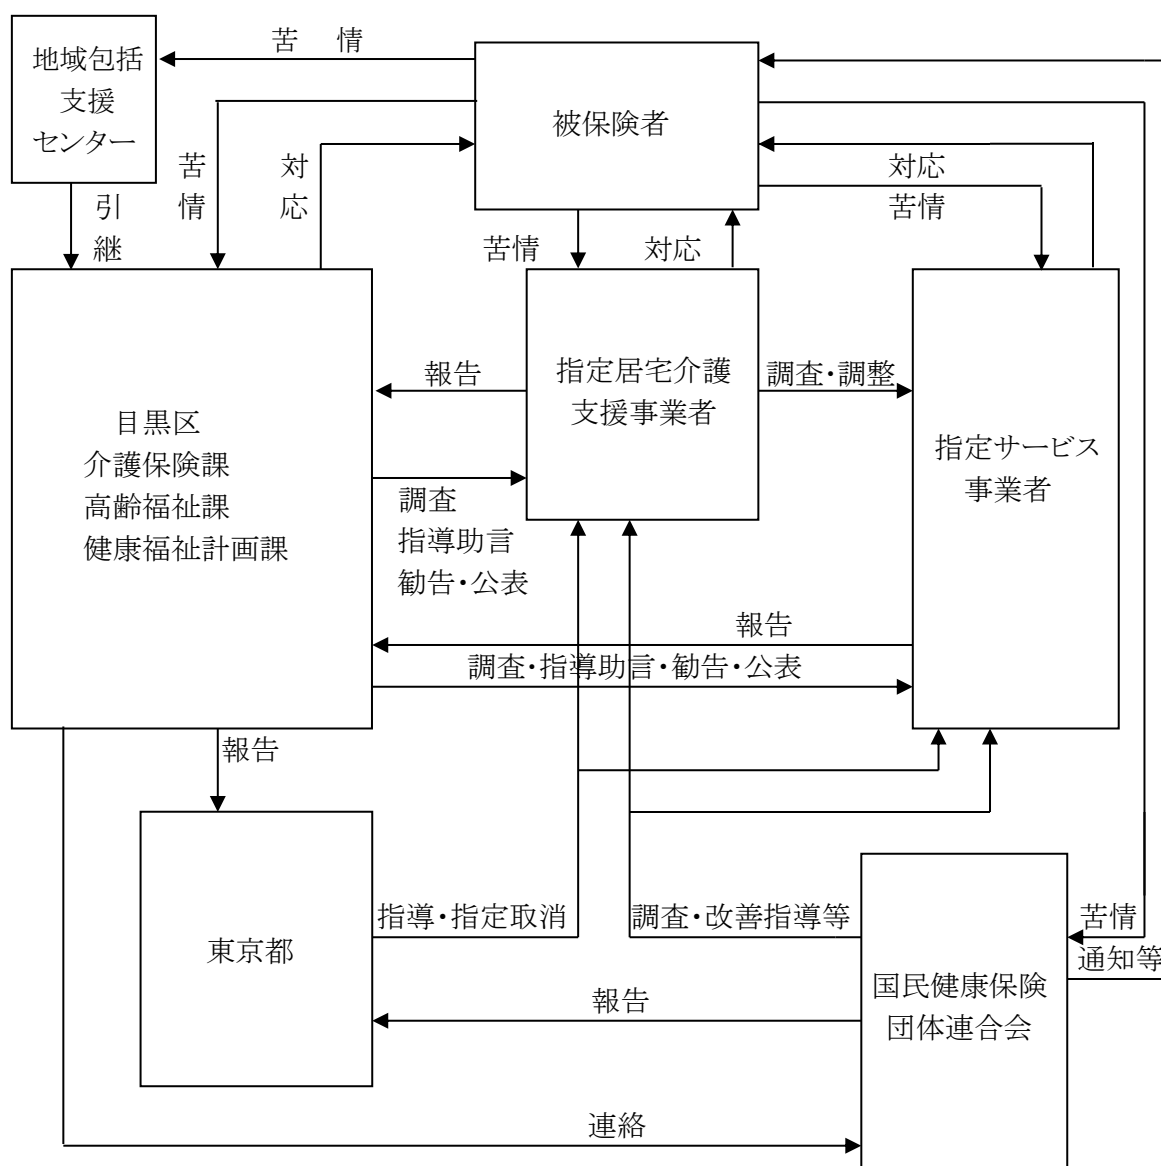 地域包括
支援
センター
苦　情
被保険者
引継
苦情
対応
苦情
対応
対応
苦情
目黒区
介護保険課
高齢福祉課
健康福祉計画課
報告
指定居宅介護
支援事業者
調査・調整
指定サービス
事業者
調査
指導助言
勧告・公表
報告
調査・指導助言・勧告・公表
報告
東京都
指導・指定取消
調査・改善指導等
苦情
通知等
国民健康保険
団体連合会
報告
連絡